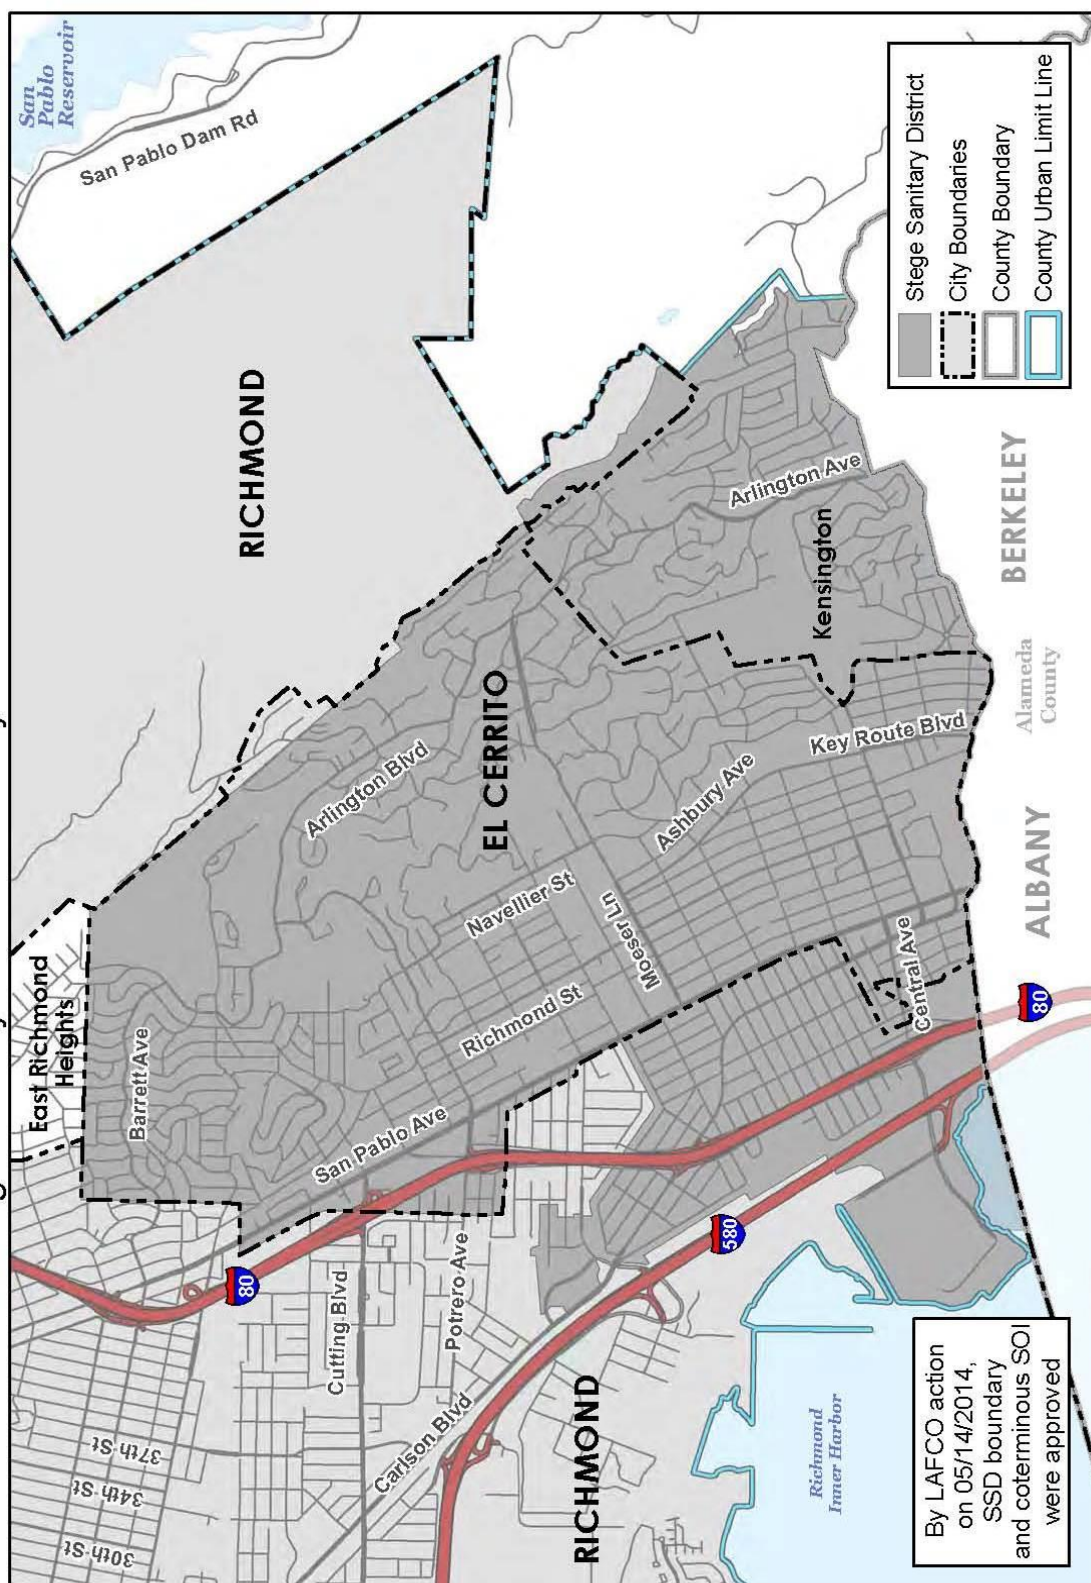 San
Pablo
Reservoir
San Pablo Dam Rd
RICHMOND
East Richmond
Heights
Barrett Ave
Arlington Blvd
EL CERRITO
Navellier St
Richmond St
San Pablo Ave
Moeser Ln
Ashbury Ave
Key Route Blvd
Arlington Ave
Kensington
Central Ave
80
80
580
Cutting Blvd
Potrero Ave
Carlson Blvd
37th St
34th St
30th St
RICHMOND
Richmond
Inner Harbor
ALBANY
BERKELEY
Alameda
County
Stege Sanitary District
City Boundaries
County Boundary
County Urban Limit Line
By LAFCO action
on 05/14/2014,
SSD boundary
and coterminous SOI
were approved